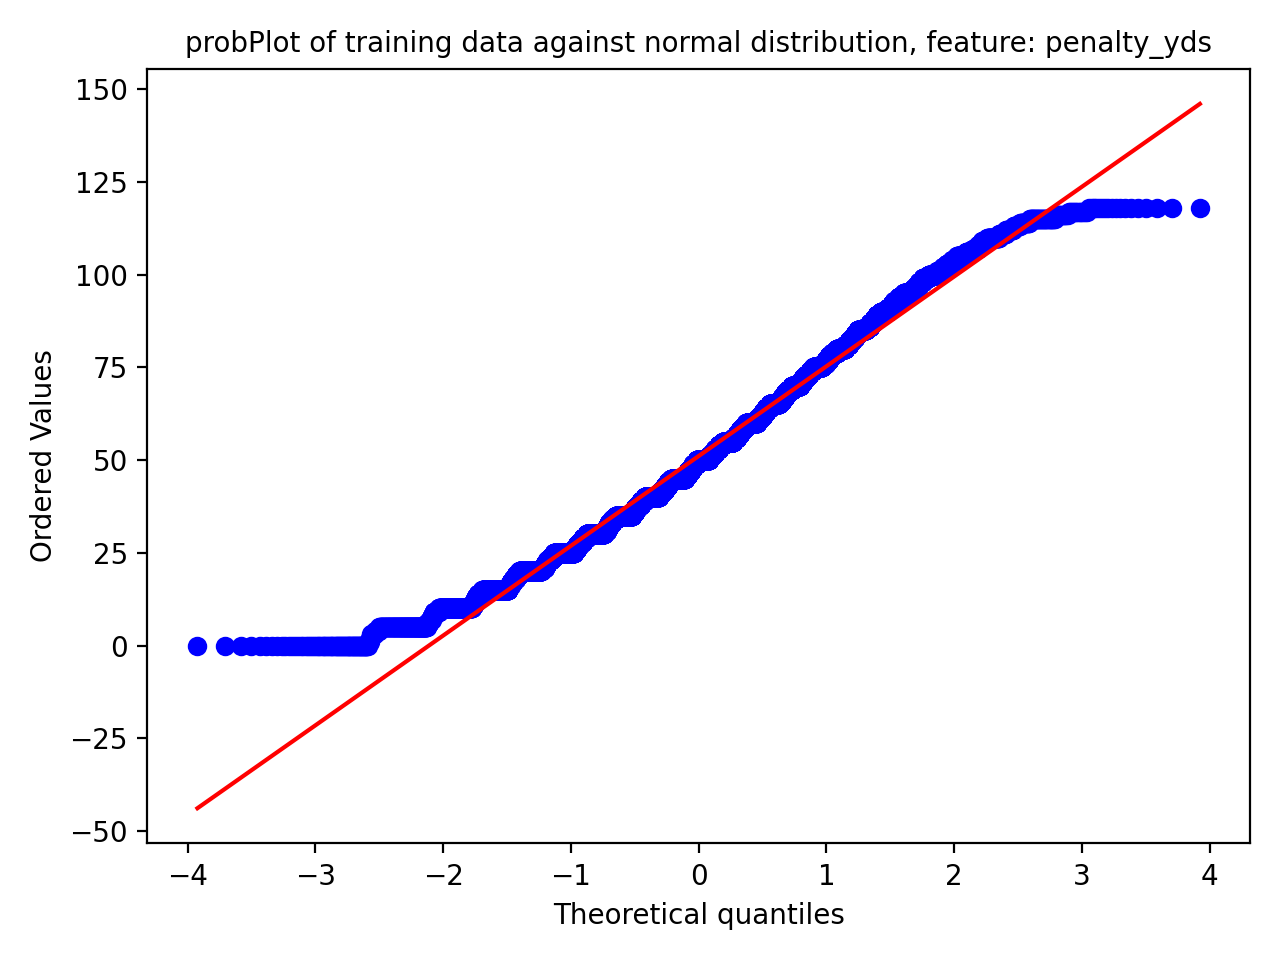 probPlot of training data against normal distribution, feature: penalty_yds
150
125
100
75
50
25
0
−25
−50
Ordered Values
−4 −3 −2 −1 0 1 2 3 4
Theoretical quantiles